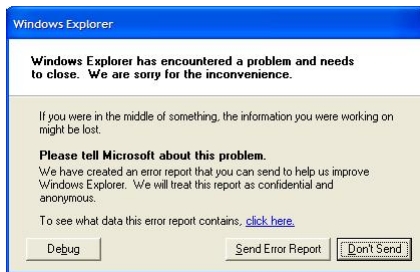 Windows Explorer
Windows Explorer has encountered a problem and needs
to close. We are sorry for the inconvenience.
If you were in the middle of something, the information you were working on
might be lost.
Please tell Microsoft about this problem.
We have created an error report that you can send to help us improve
Windows Explorer. We will treat this report as confidential and
anonymous.
To see what data this error report contains, click here.
Debug Send Error Report Don't Send